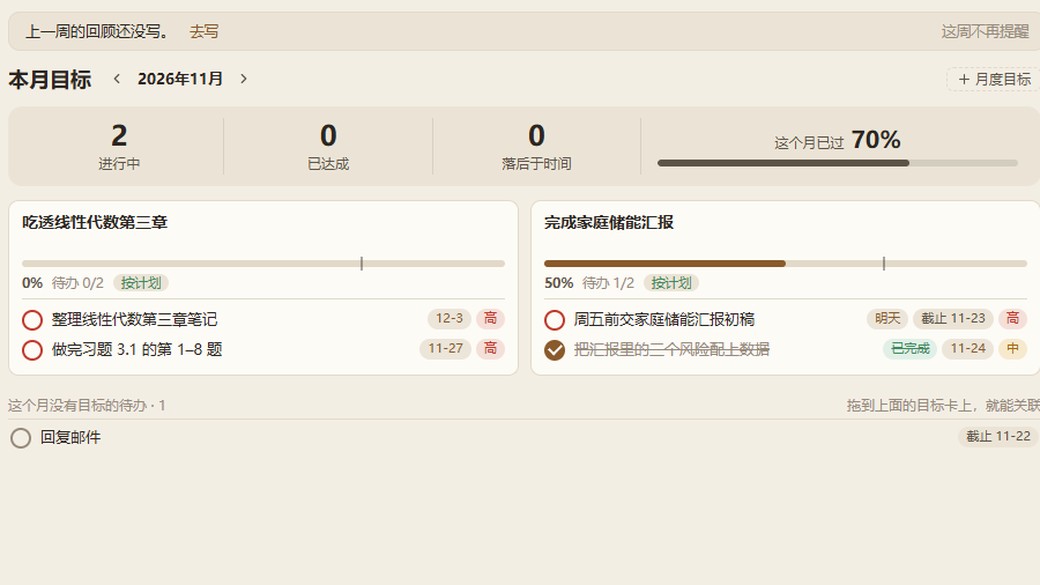 上一周的回顾还没写。 去写 这周不再提醒
本月目标 ‹ 2026年11月 › + 月度目标
2 0 0 这个月已过 70%
进行中 已达成 落后于时间
吃透线性代数第三章
0% 待办 0/2 按计划
整理线性代数第三章笔记 12-3 高
做完习题 3.1 的第 1–8 题 11-27 高
完成家庭储能汇报
50% 待办 1/2 按计划
周五前交家庭储能汇报初稿 明天 截止 11-23 高
把汇报里的三个风险配上数据 已完成 11-24 中
这个月没有目标的待办 · 1 拖到上面的目标卡上，就能关联
回复邮件 截止 11-22